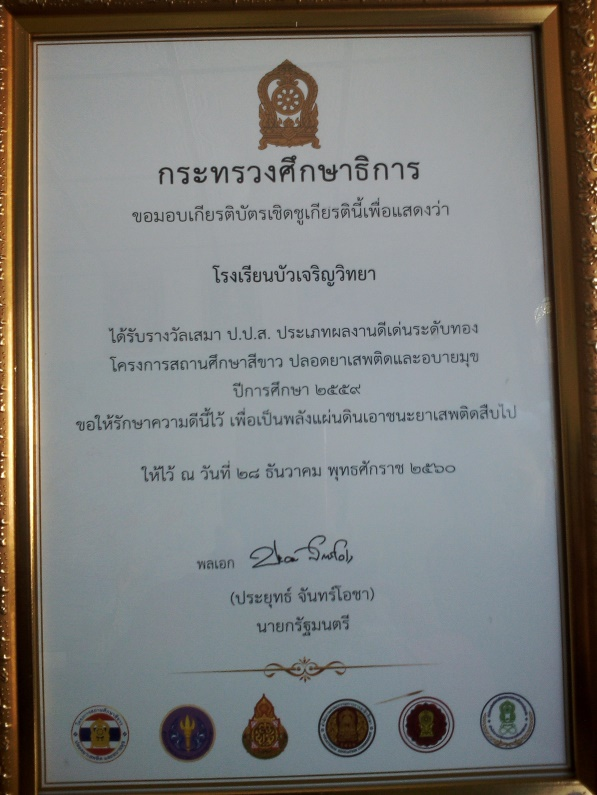 กระทรวงศึกษาธิการ
ขอมอบเกียรติบัตรเชิดชูเกียรตินี้เพื่อแสดงว่า
โรงเรียนบัวเจริญวิทยา
ได้รับรางวัลเสมา ป.ป.ส. ประเภทผลงานดีเด่นระดับทอง
โครงการสถานศึกษาสีขาว ปลอดยาเสพติดและอบายมุข
ปีการศึกษา ๒๕๕๙
ขอให้รักษาความดีนี้ไว้ เพื่อเป็นพลังแผ่นดินเอาชนะยาเสพติดสืบไป
ให้ไว้ ณ วันที่ ๒๘ ธันวาคม พุทธศักราช ๒๕๖๐
พลเอก
(ประยุทธ์ จันทร์โอชา)
นายกรัฐมนตรี